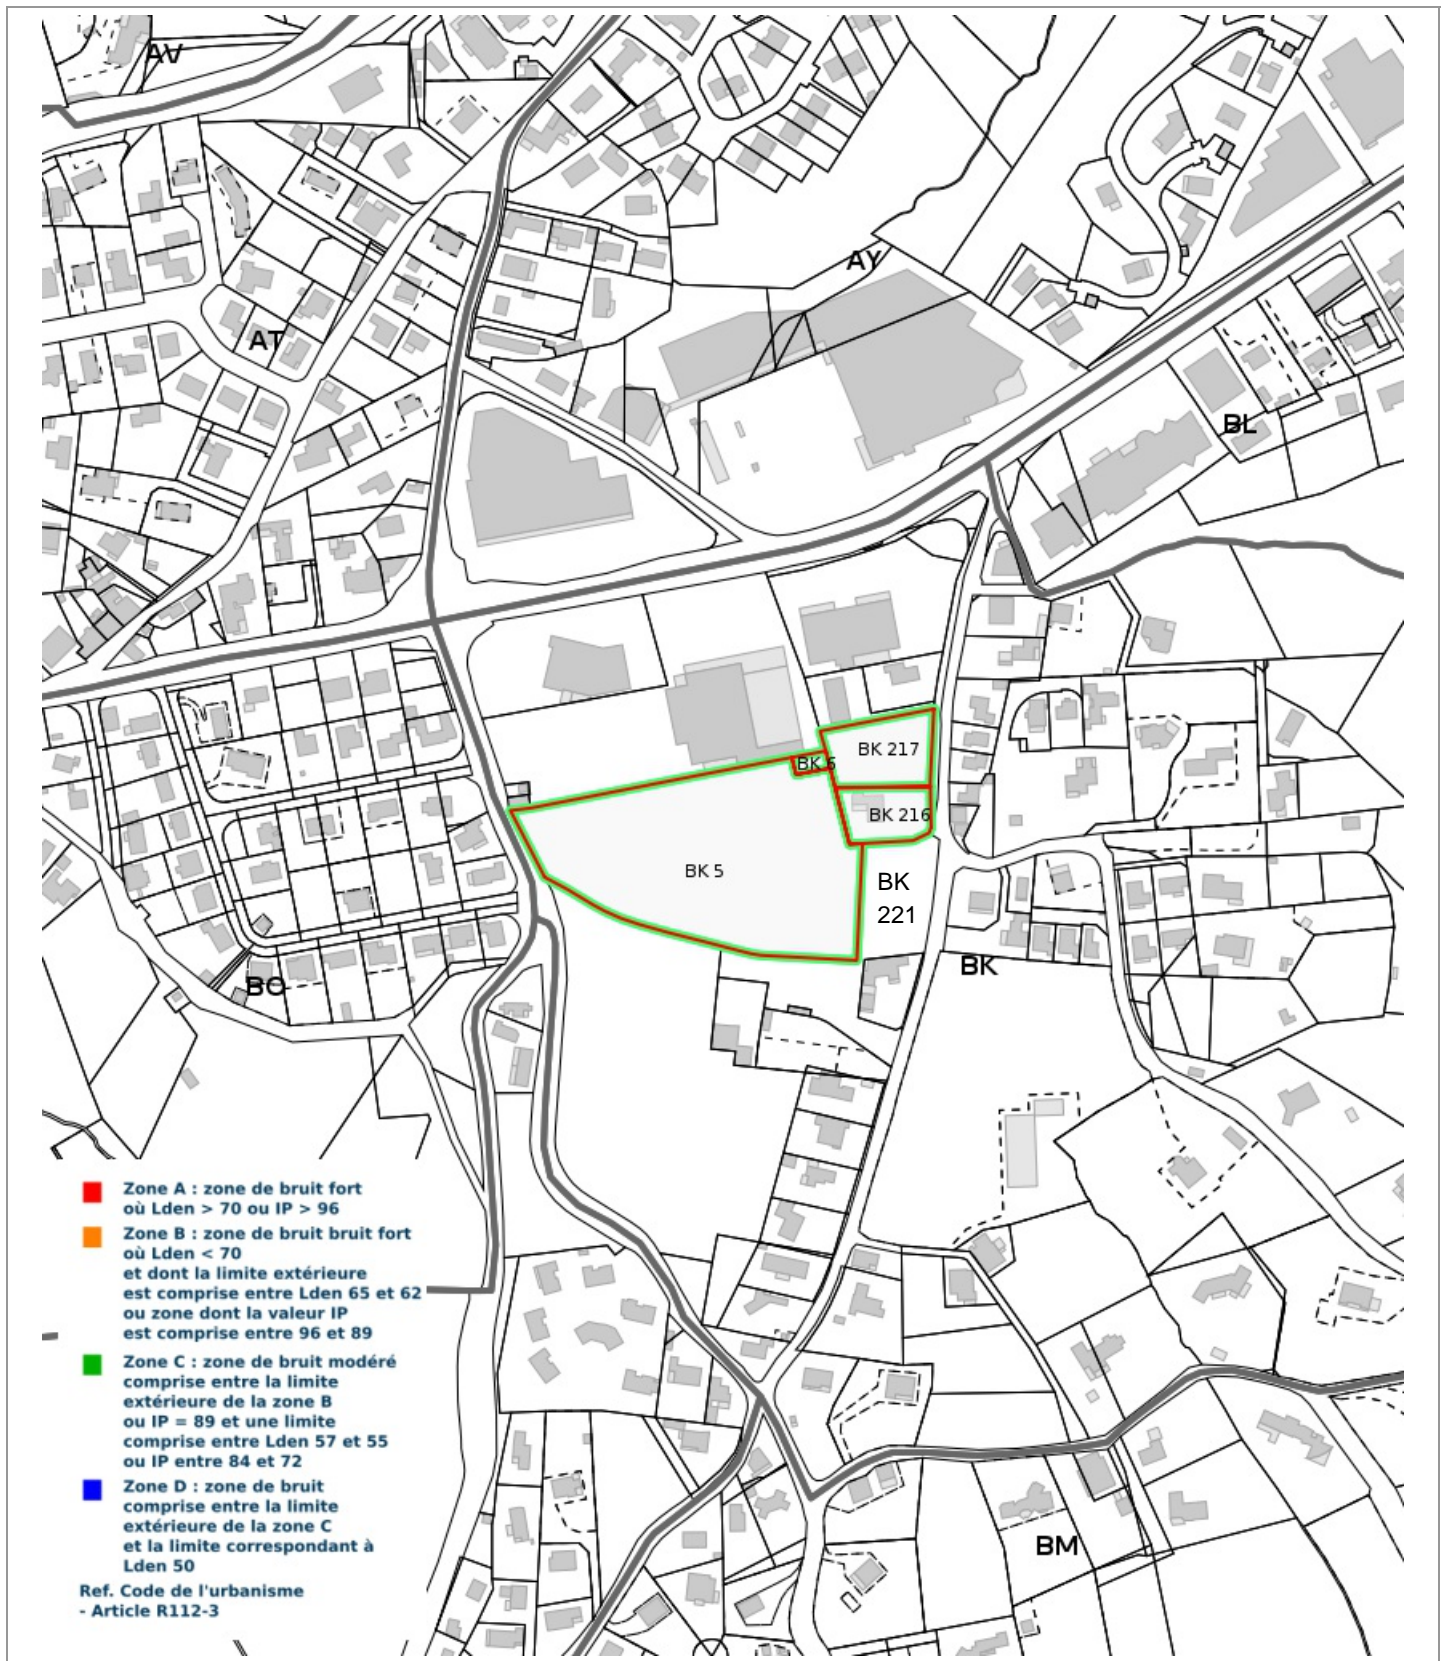 AV
AY
AT
BL
BK 217
BK 6
BK 216
BK 5
BK
221
BK
BO
Zone A : zone de bruit fort
où Lden > 70 ou IP > 96
Zone B : zone de bruit bruit fort
où Lden < 70
et dont la limite extérieure
est comprise entre Lden 65 et 62
ou zone dont la valeur IP
est comprise entre 96 et 89
Zone C : zone de bruit modéré
comprise entre la limite
extérieure de la zone B
ou IP = 89 et une limite
comprise entre Lden 57 et 55
ou IP entre 84 et 72
Zone D : zone de bruit
comprise entre la limite
extérieure de la zone C
et la limite correspondant à
Lden 50
Ref. Code de l'urbanisme
- Article R112-3
BM